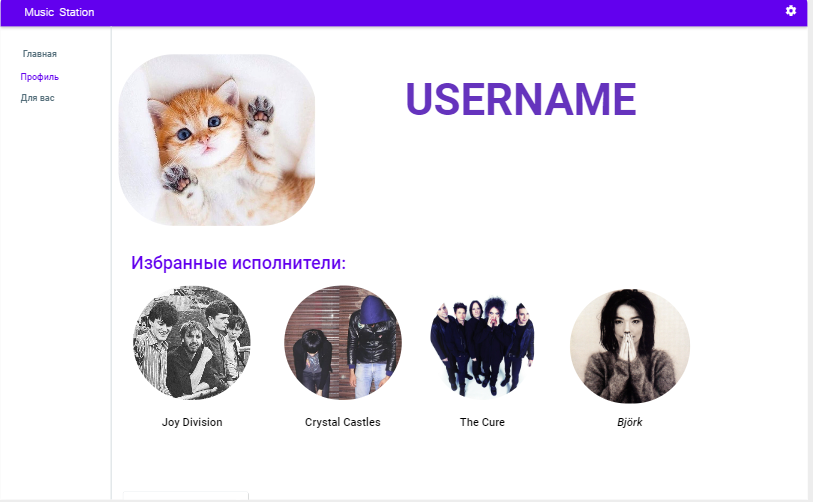 Music Station
Главная
Профиль
Для вас
USERNAME
Избранные исполнители:
Joy Division
Crystal Castles
The Cure
Björk